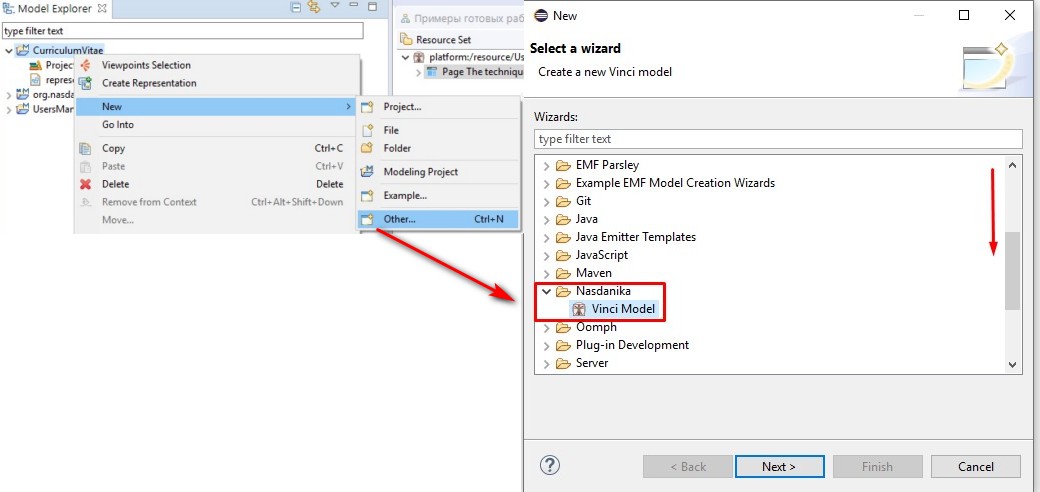 Model Explorer
type filter text
CurriculumVitae
Project
represe
org.nasda
UsersMan
Viewpoints Selection
Create Representation
New
Go Into
Copy Ctrl+C
Paste Ctrl+V
Delete Delete
Remove from Context Ctrl+Alt+Shift+Down
Move...
Project...
File
Folder
Modeling Project
Example...
Other... Ctrl+N
Примеры готовых раб
Resource Set
platform:/resource/Us
Page The techniqu
New
Select a wizard
Create a new Vinci model
Wizards:
type filter text
EMF Parsley
Example EMF Model Creation Wizards
Git
Java
Java Emitter Templates
JavaScript
Maven
Nasdanika
Vinci Model
Oomph
Plug-in Development
Server
?
< Back
Next >
Finish
Cancel